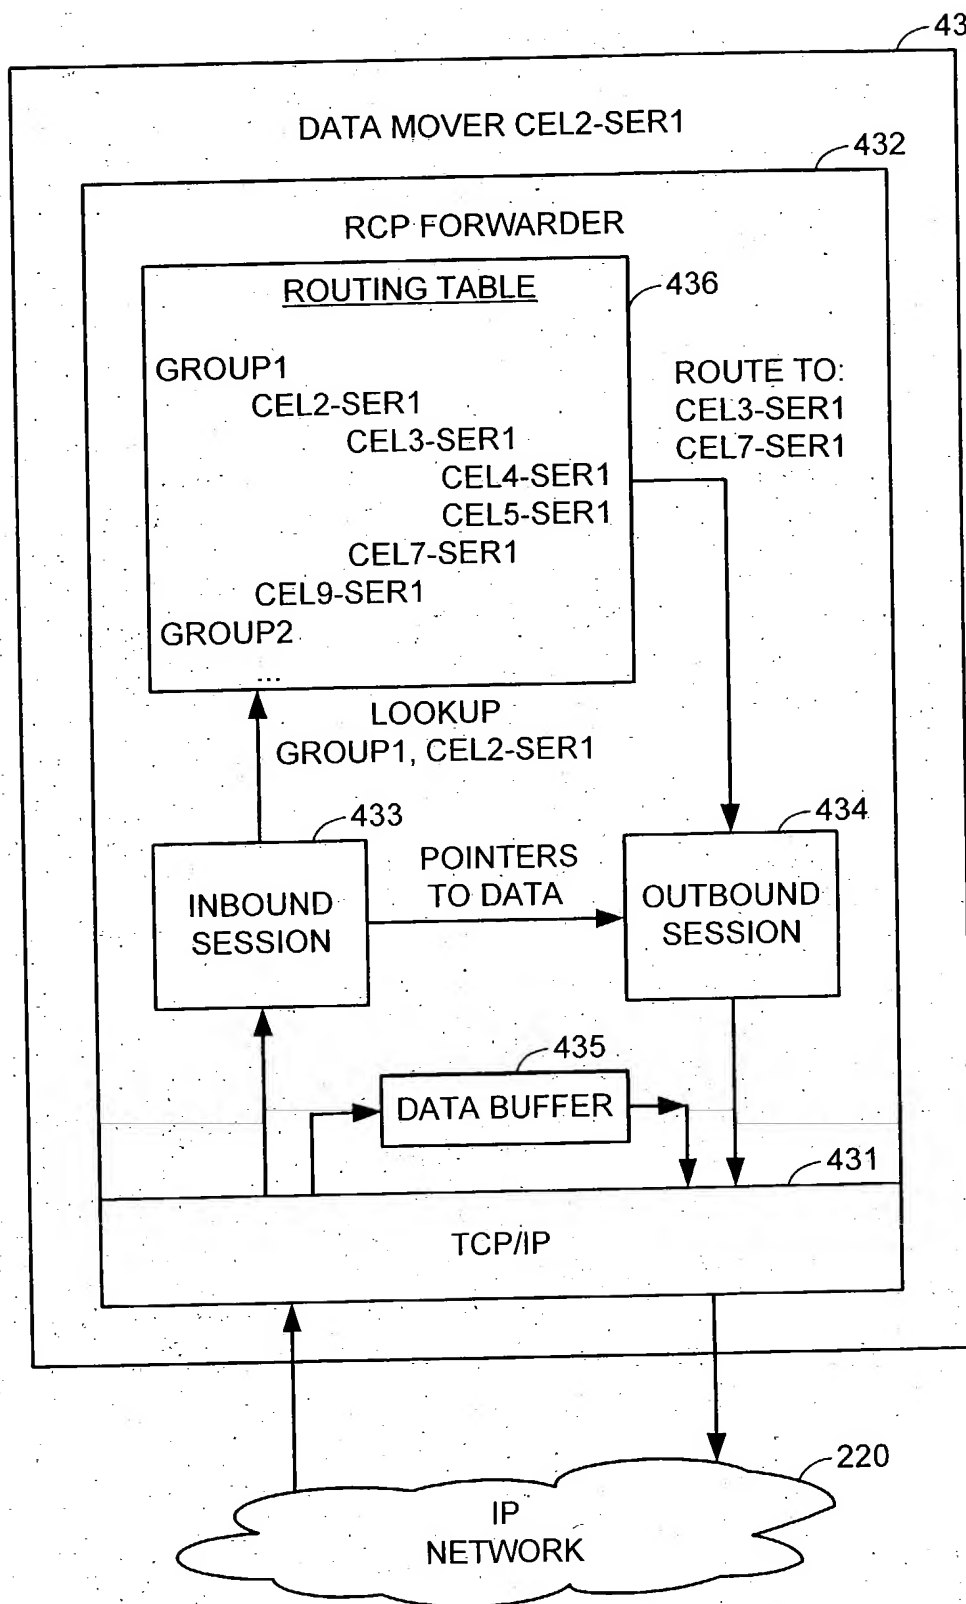 43
DATA MOVER CEL2-SER1
432
RCP FORWARDER
ROUTING TABLE
436
GROUP1
CEL2-SER1
CEL3-SER1
CEL4-SER1
CEL5-SER1
CEL7-SER1
CEL9-SER1
GROUP2
...
ROUTE TO:
CEL3-SER1
CEL7-SER1
LOOKUP
GROUP1, CEL2-SER1
433
INBOUND
SESSION
POINTERS
TO DATA
434
OUTBOUND
SESSION
435
DATA BUFFER
431
TCP/IP
220
IP
NETWORK